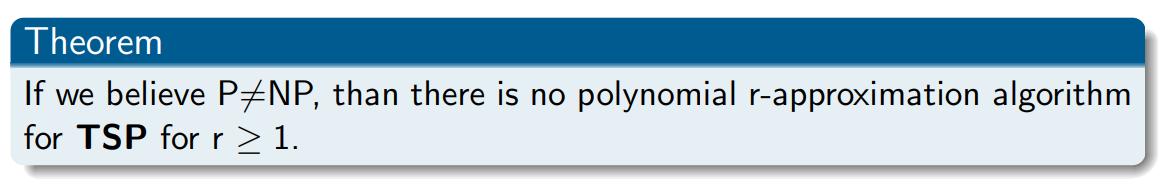 Theorem
If we believe P≠NP, than there is no polynomial r-approximation algorithm
for TSP for r ≥ 1.